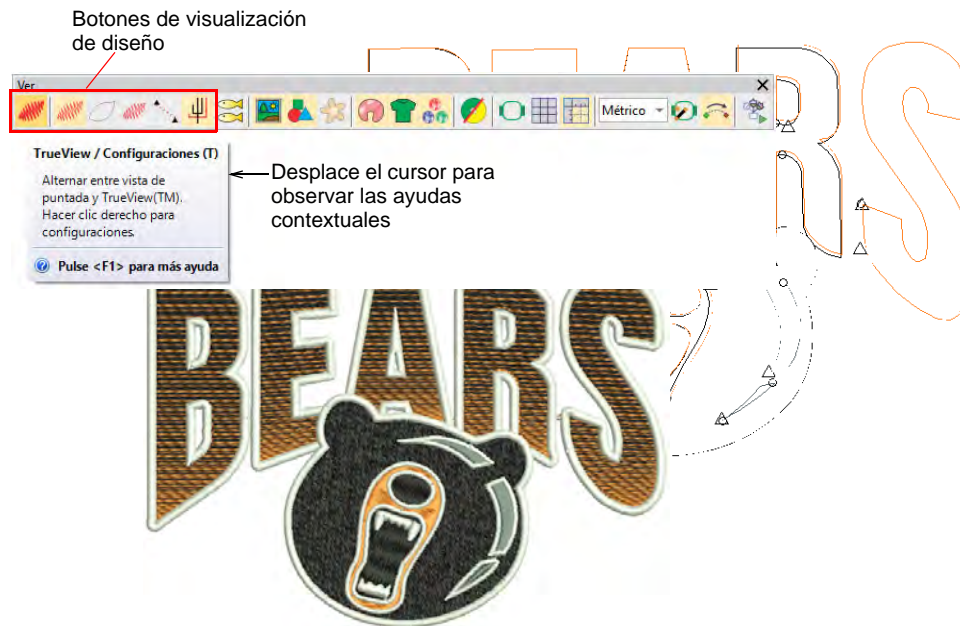 Botones de visualización
de diseño
Ver
Métrico
TrueView / Configuraciones (T)
Alternar entre vista de
puntada y TrueView(TM).
Hacer clic derecho para
configuraciones.
Pulse <F1> para más ayuda
Desplace el cursor para
observar las ayudas
contextuales
BEARS